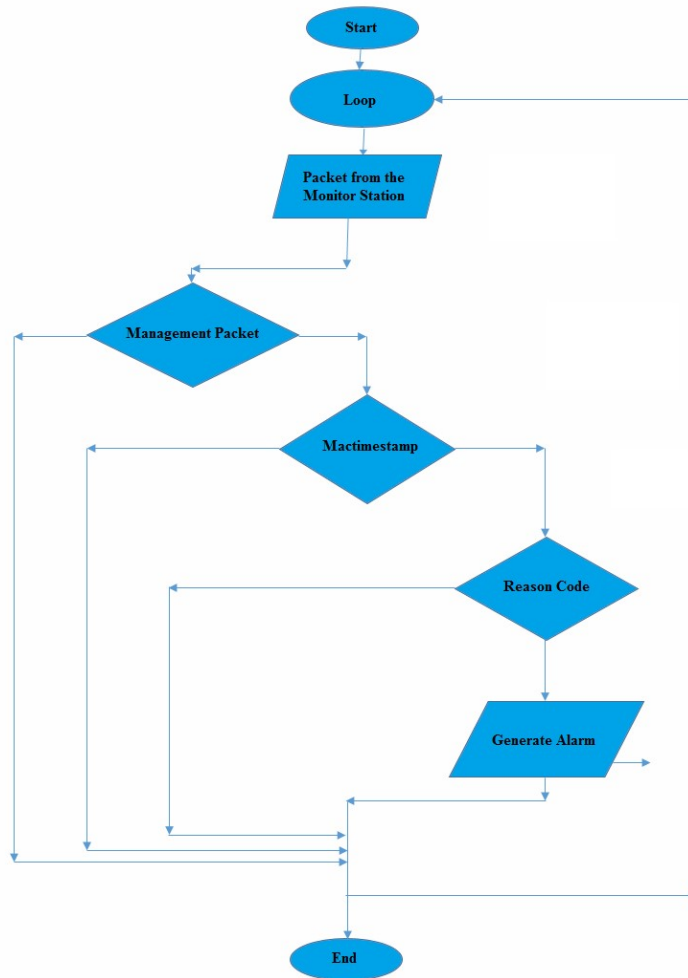 Start
Loop
Packet from the
Monitor Station
Management Packet
Mactimestamp
Reason Code
Generate Alarm
End